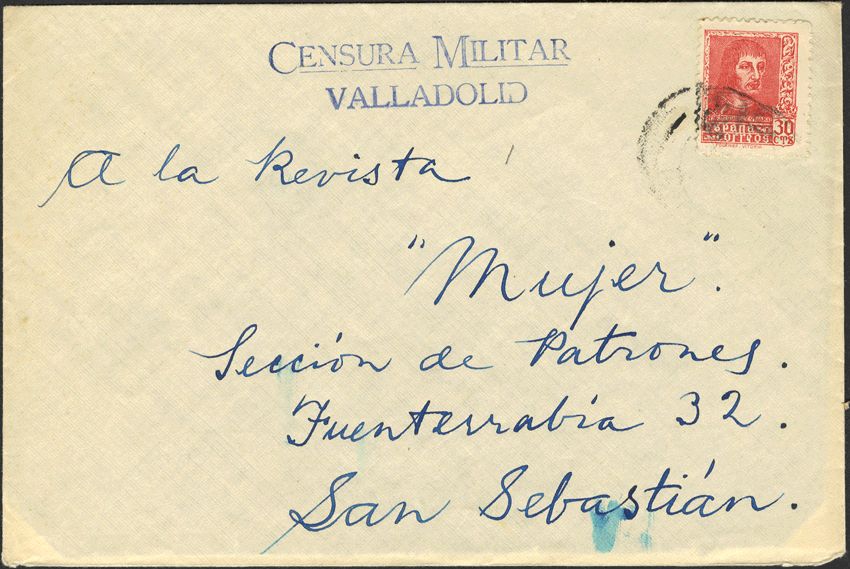 CENSURA MILITAR
VALLADOLID
30
España
CTS
CORREOS
A la Revista
"Mujer".
Sección de Patrones.
Fuenterrabía 32.
San Sebastián.